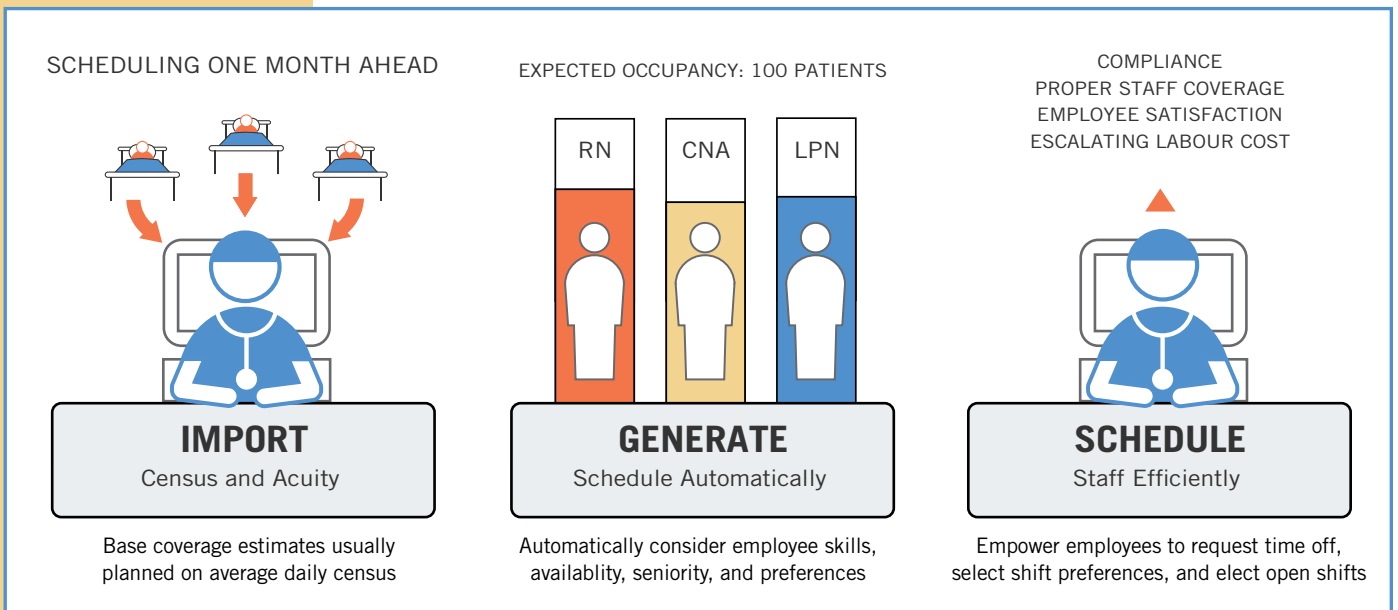 SCHEDULING ONE MONTH AHEAD
IMPORT
Census and Acuity
Base coverage estimates usually
planned on average daily census
EXPECTED OCCUPANCY: 100 PATIENTS
RN
CNA
LPN
GENERATE
Schedule Automatically
Automatically consider employee skills,
availablity, seniority, and preferences
COMPLIANCE
PROPER STAFF COVERAGE
EMPLOYEE SATISFACTION
ESCALATING LABOUR COST
SCHEDULE
Staff Efficiently
Empower employees to request time off,
select shift preferences, and elect open shifts